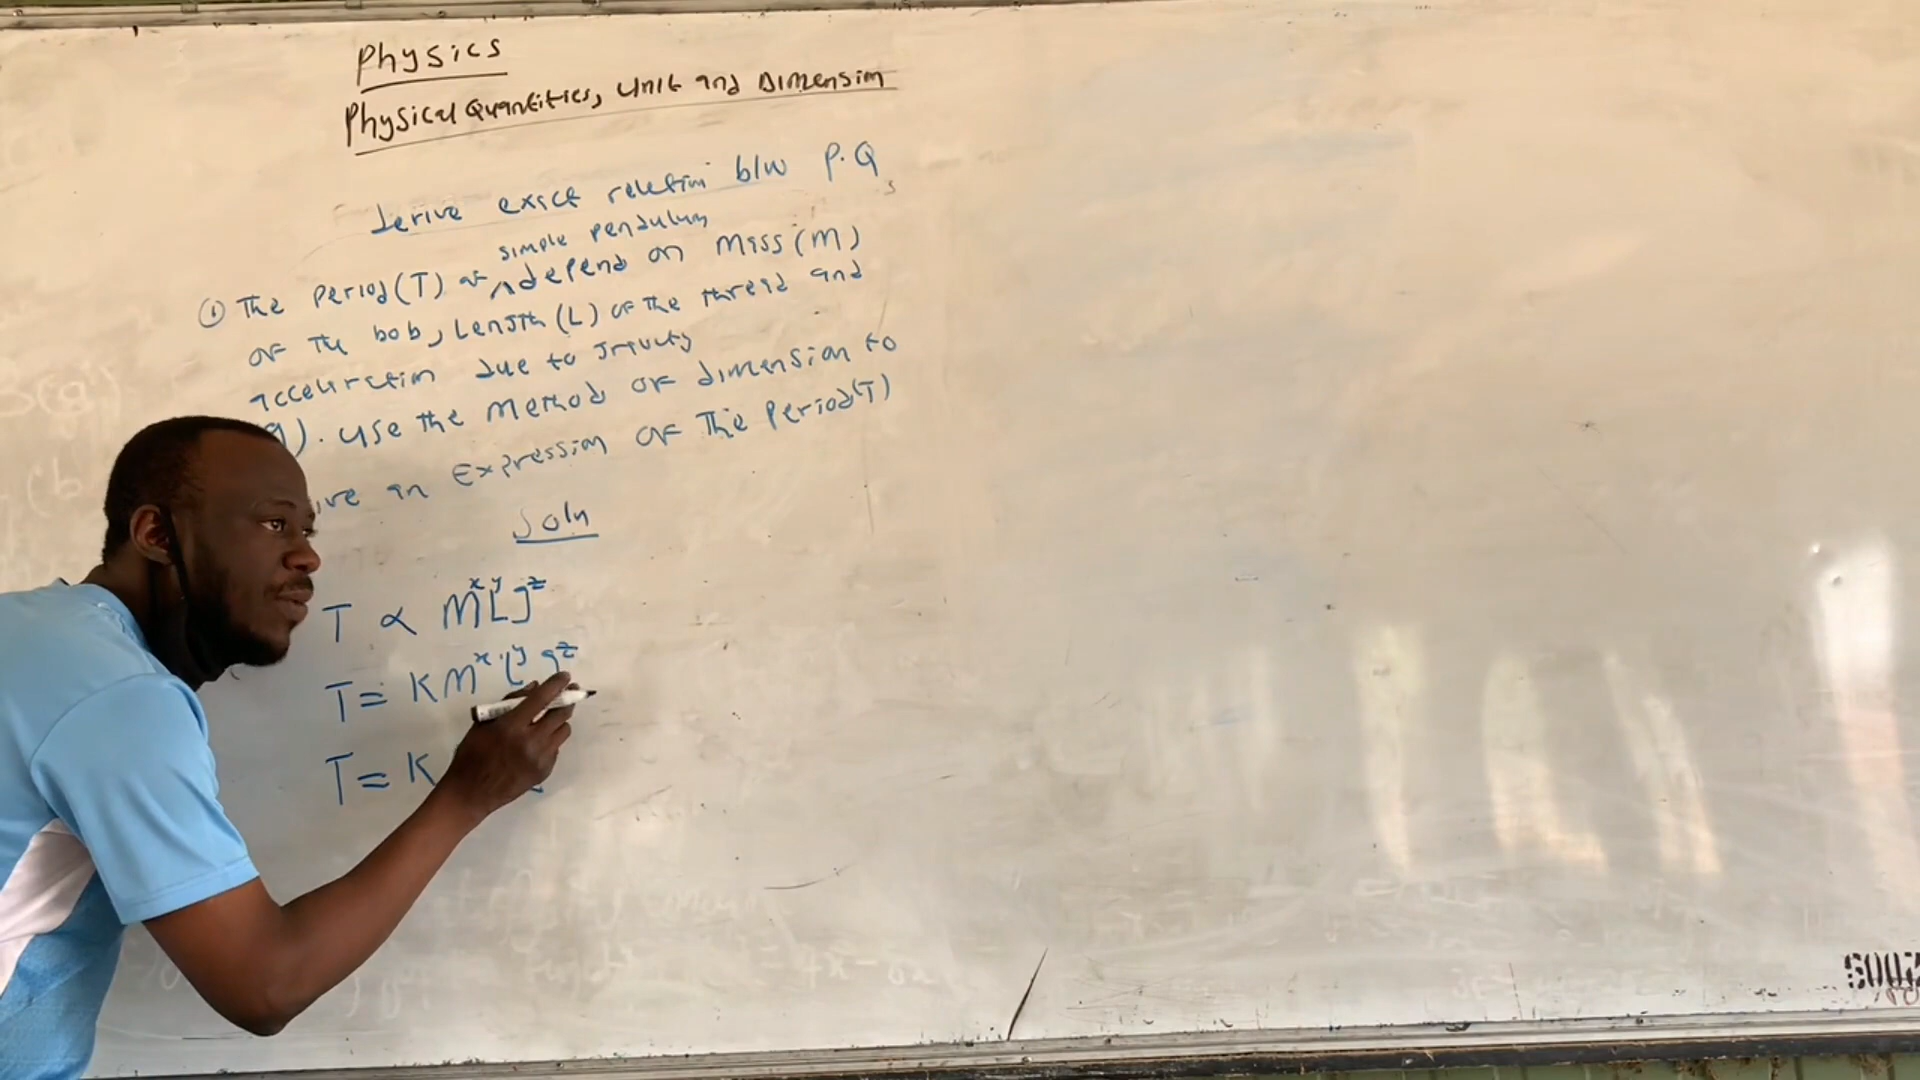 Physics
Physical Quantities, Unit and Dimension
Derive exact relation b/w P.Qs
simple pendulum
① The Period (T) of ^ depend on Mass (m)
of the bob, Length (L) of the thread and
acceleration due to gravity
g). Use the Method of dimension to
ive an Expression of the Period (T)
Soln
T ∝ m^x L^y g^z
T = K m^x L^y g^z
T = K